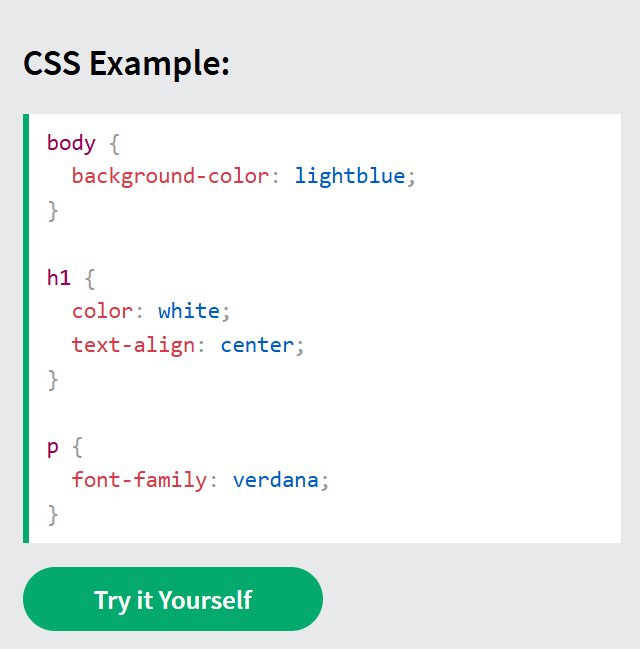 CSS Example:
body {
  background-color: lightblue;
}
h1 {
  color: white;
  text-align: center;
}
p {
  font-family: verdana;
}
Try it Yourself